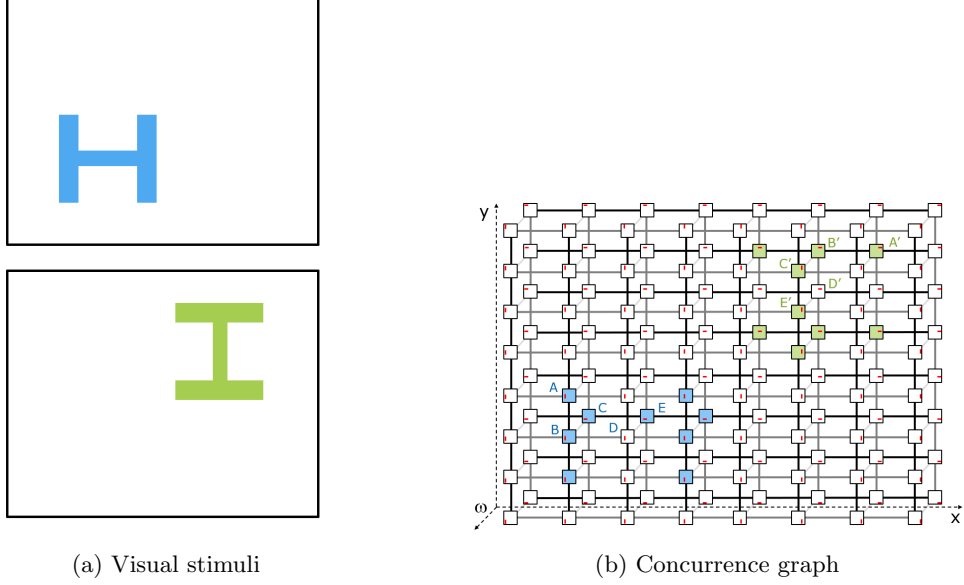 H
I
y
B′
A′
C′
D′
E′
A
C
E
B
D
ω
x
(a) Visual stimuli
(b) Concurrence graph